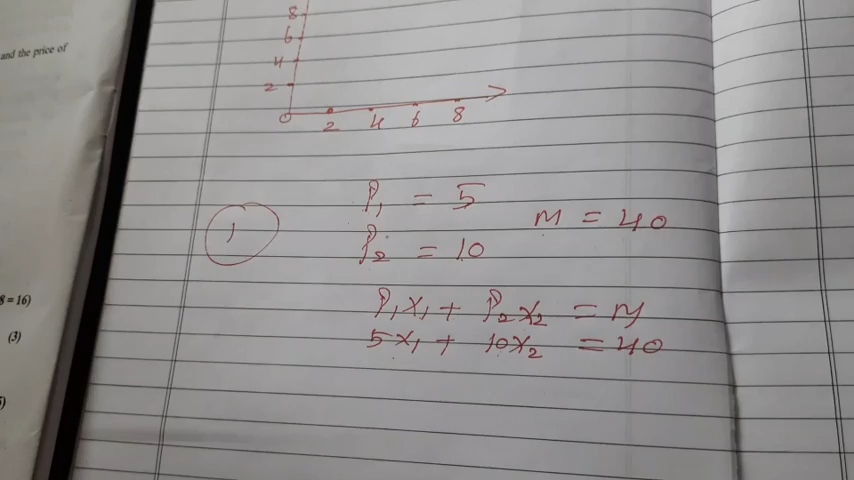 8
and the price of
6
4
2
O 2 4 6 8
P₁ = 5
M = 40
1
P₂ = 10
8 = 16)
P₁X₁ + P₂X₂ = M
(3)
5X₁ + 10X₂ = 40